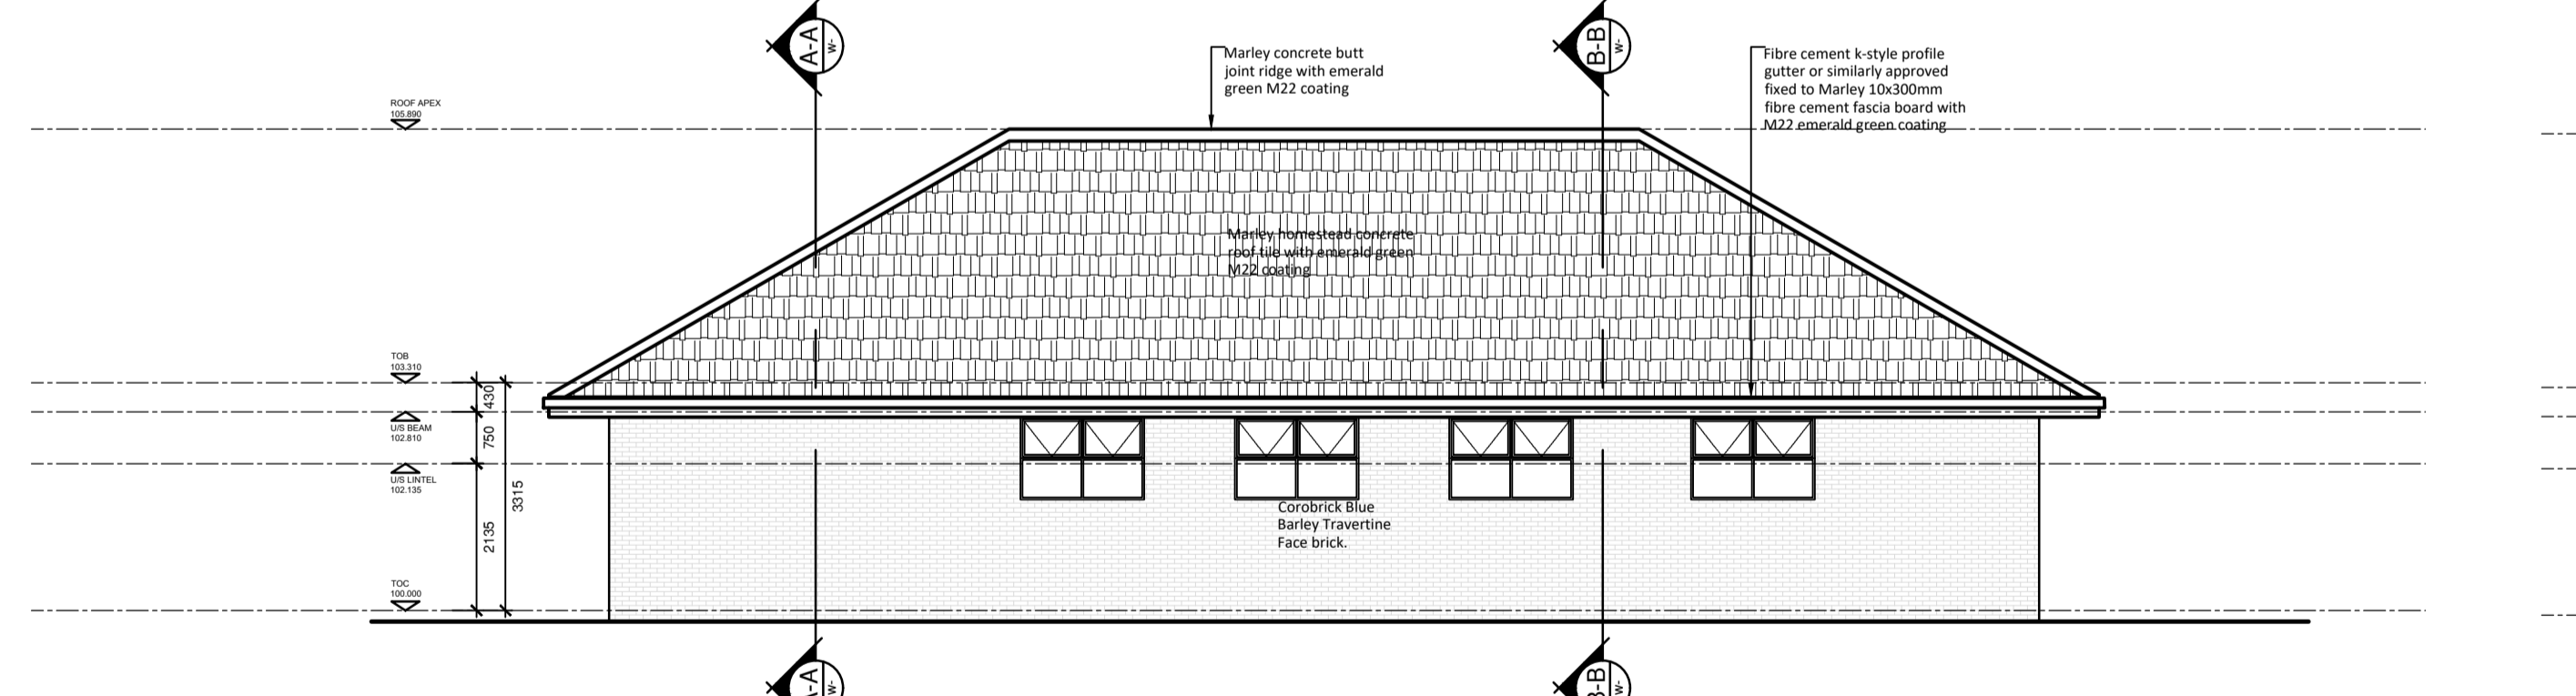 A-A
w-
B-B
w-
Marley concrete butt
joint ridge with emerald
green M22 coating
Fibre cement k-style profile
gutter or similarly approved
fixed to Marley 10x300mm
fibre cement fascia board with
M22 emerald green coating
ROOF APEX
105.890
Marley homestead concrete
roof tile with emerald green
M22 coating
TOB
103.310
430
U/S BEAM
102.810
750
U/S LINTEL
102.135
3315
2135
Corobrick Blue
Barley Travertine
Face brick.
TOC
100.000
A-A
w-
B-B
w-